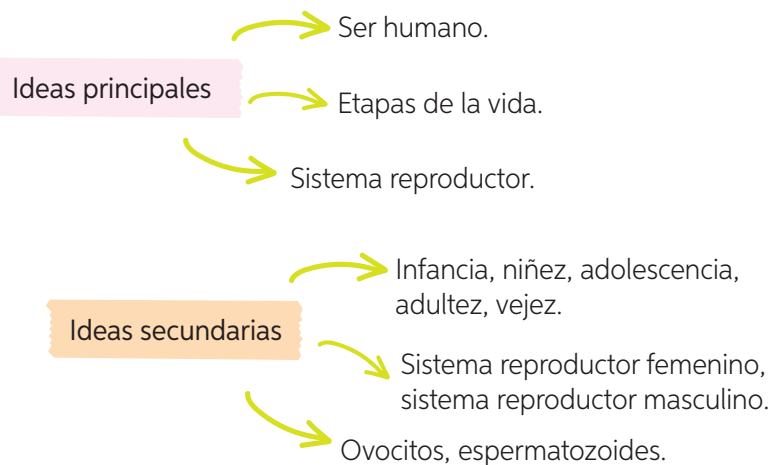 Ser humano.
Ideas principales
Etapas de la vida.
Sistema reproductor.
Infancia, niñez, adolescencia,
adultez, vejez.
Ideas secundarias
Sistema reproductor femenino,
sistema reproductor masculino.
Ovocitos, espermatozoides.